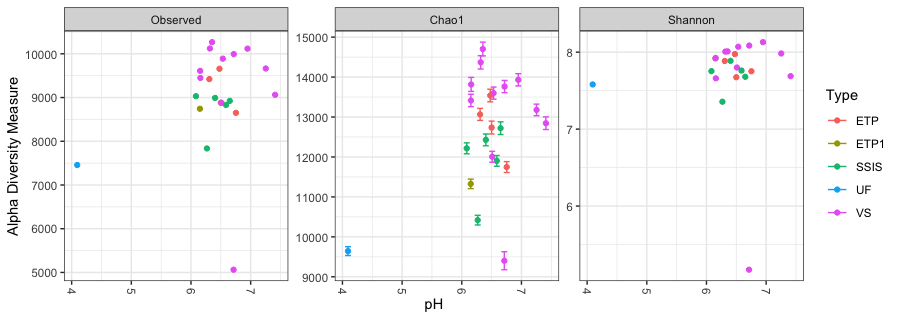 Observed
Chao1
Shannon
Alpha Diversity Measure
10000
9000
8000
7000
6000
5000
15000
14000
13000
12000
11000
10000
9000
8
7
6
4 5 6 7
4 5 6 7
4 5 6 7
pH
Type
ETP
ETP1
SSIS
UF
VS